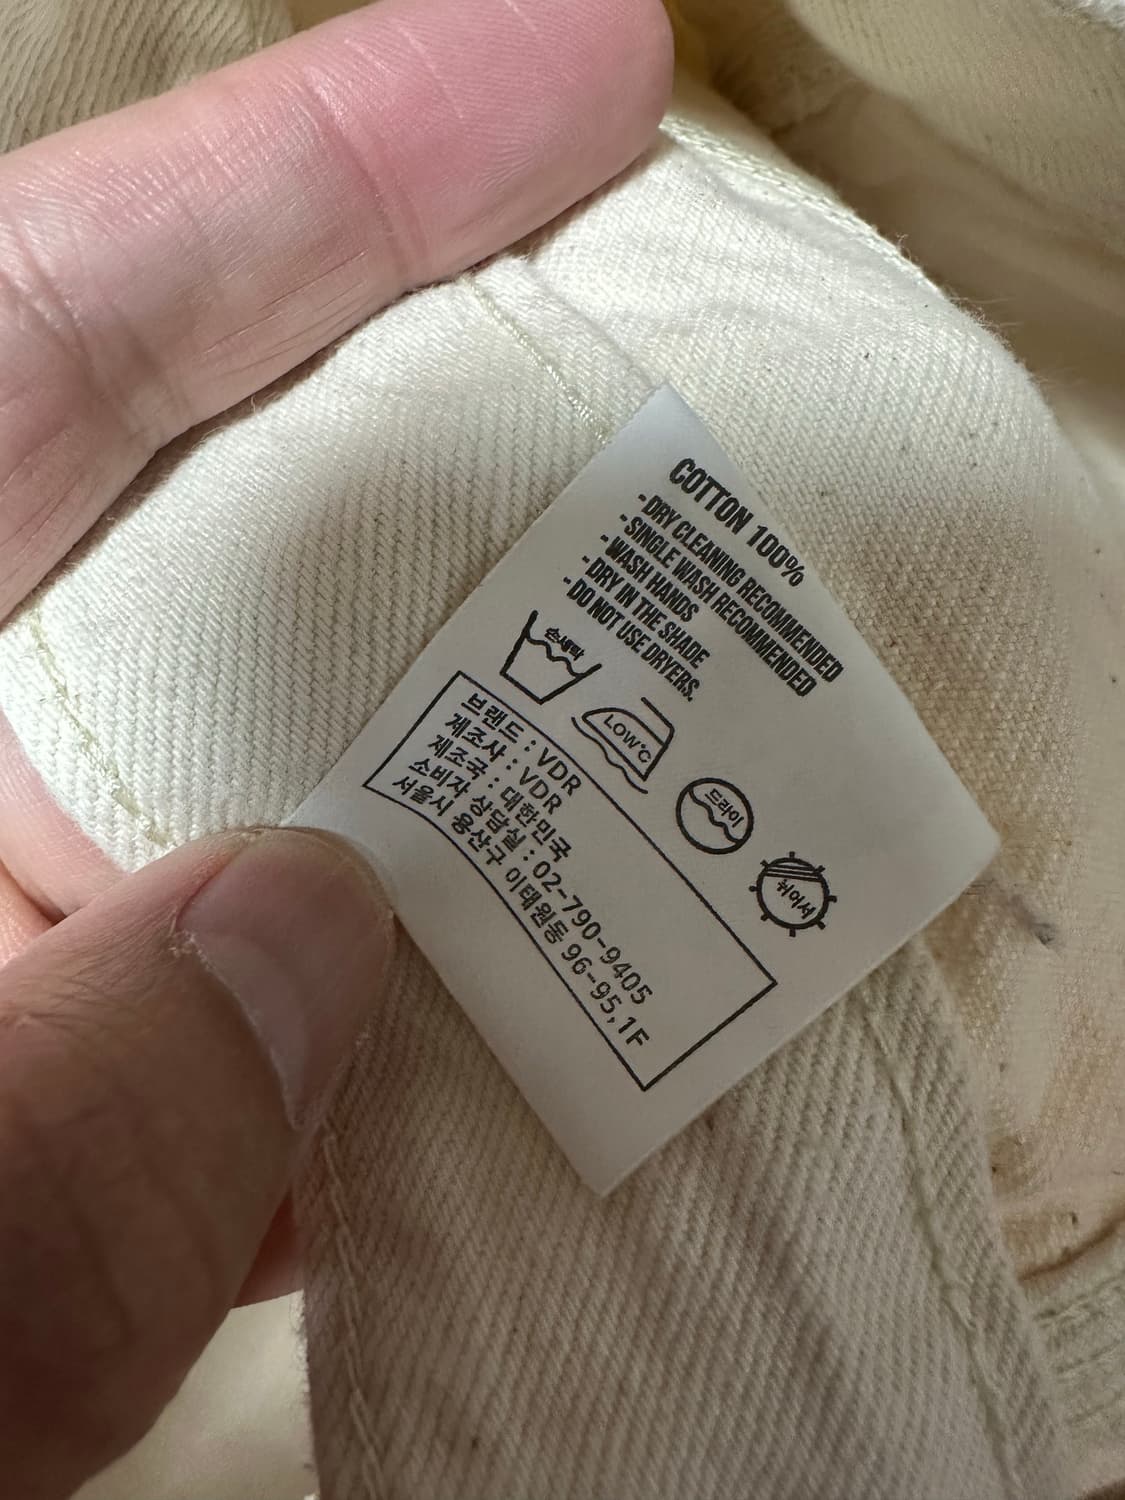 COTTON 100%
-DRY CLEANING RECOMMENDED
-SINGLE WASH RECOMMENDED
-WASH HANDS
-DRY IN THE SHADE
-DO NOT USE DRYERS.
손세탁
LOW℃
드라이
뉘어서
브랜드 : VDR
제조사 : VDR
제조국 : 대한민국
소비자 상담실 : 02-790-9405
서울시 용산구 이태원동 96-95,1F